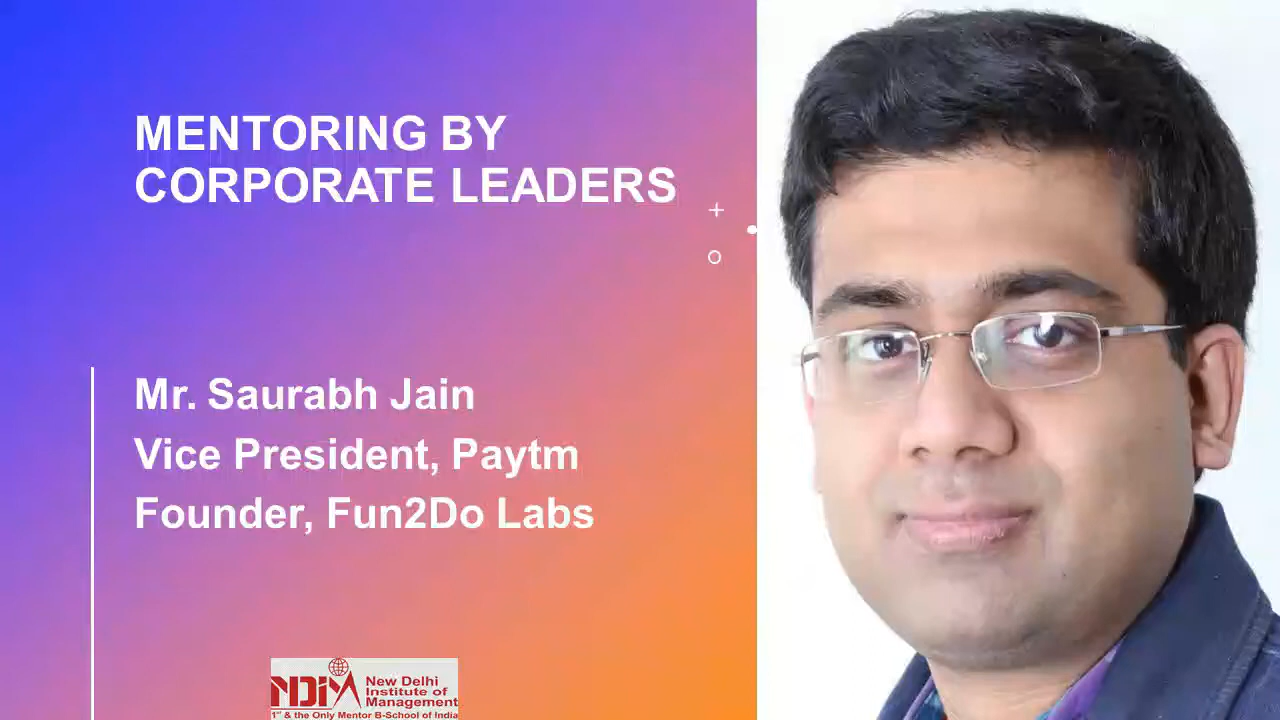 MENTORING BY
CORPORATE LEADERS
Mr. Saurabh Jain
Vice President, Paytm
Founder, Fun2Do Labs
NDiM
New Delhi
Institute of
Management
1st & the Only Mentor B-School of India